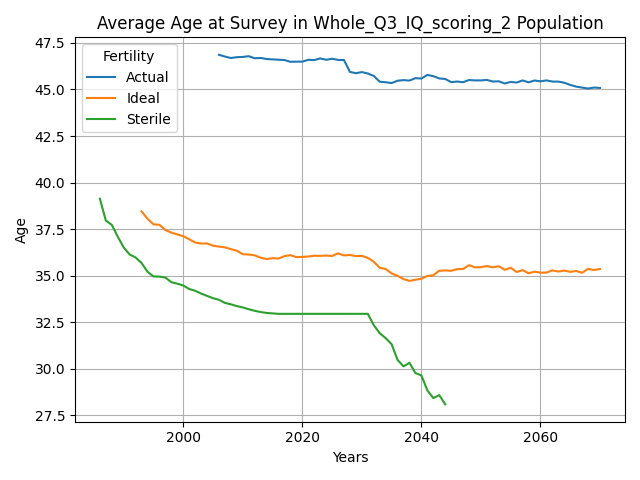 Average Age at Survey in Whole_Q3_IQ_scoring_2 Population
47.5
45.0
42.5
40.0
37.5
35.0
32.5
30.0
27.5
Age
Fertility
Actual
Ideal
Sterile
2000
2020
2040
2060
Years